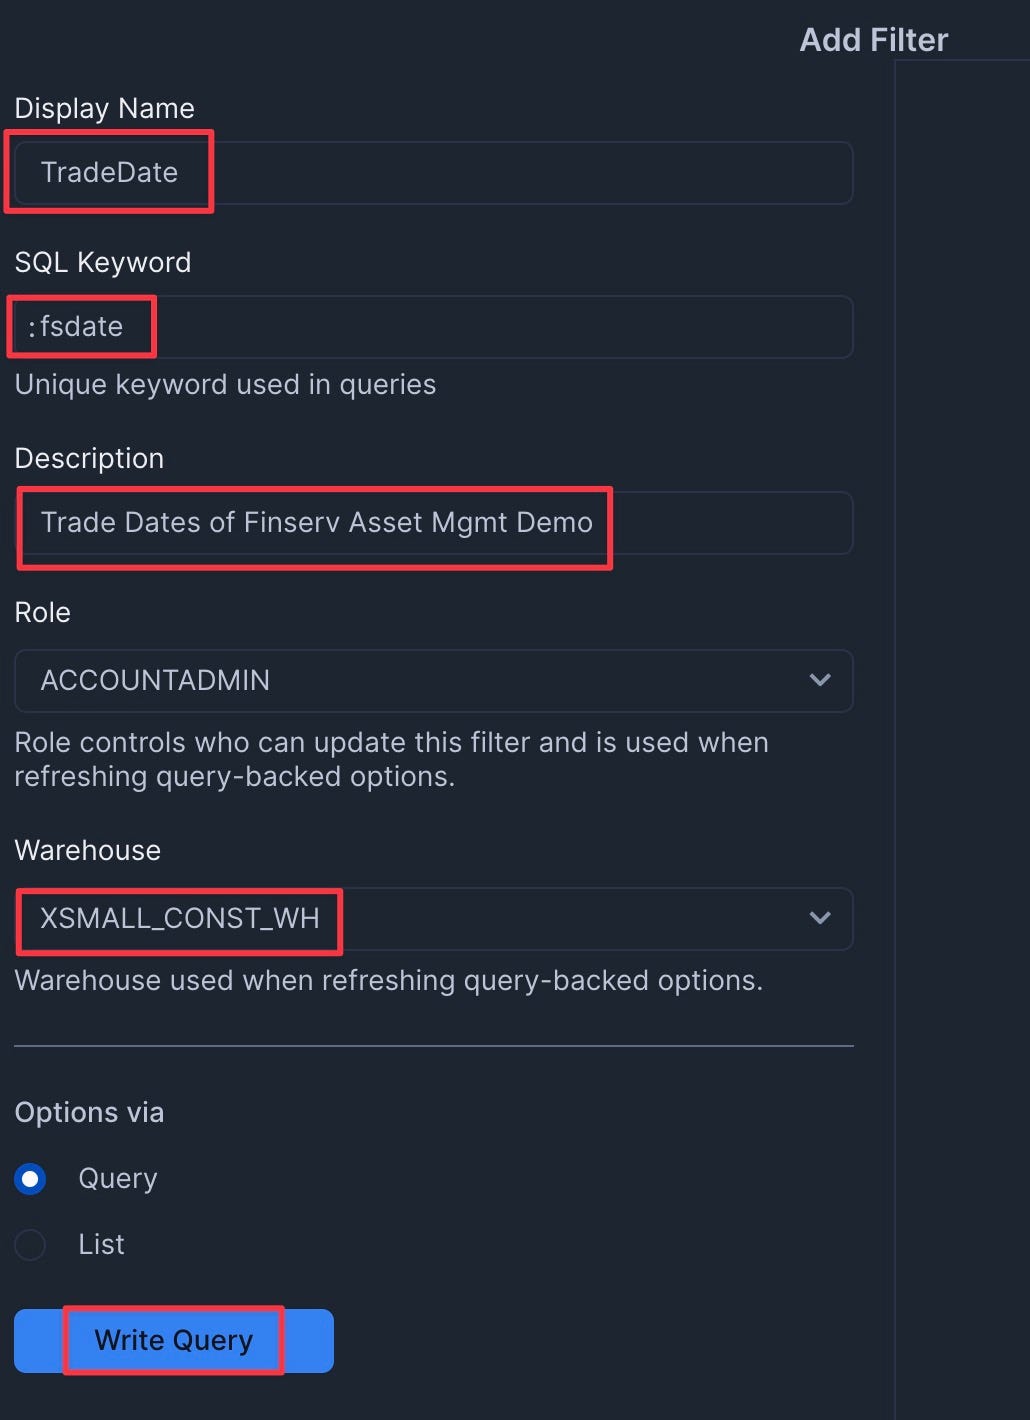 Add Filter
Display Name
TradeDate
SQL Keyword
:fsdate
Unique keyword used in queries
Description
Trade Dates of Finserv Asset Mgmt Demo
Role
ACCOUNTADMIN
Role controls who can update this filter and is used when
refreshing query-backed options.
Warehouse
XSMALL_CONST_WH
Warehouse used when refreshing query-backed options.
Options via
Query
List
Write Query